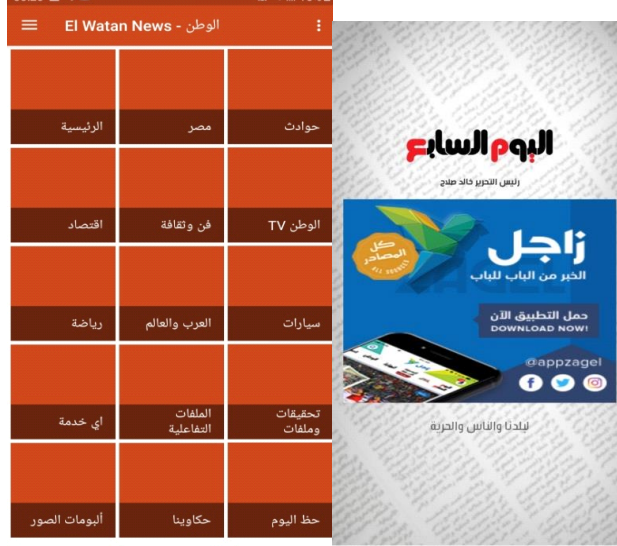 El Watan News - الوطن
حوادث
مصر
الرئيسية
الوطن TV
فن وثقافة
اقتصاد
سيارات
العرب والعالم
رياضة
تحقيقات
وملفات
الملفات
التفاعلية
اي خدمة
حظ اليوم
حكاوينا
ألبومات الصور
اليوم السابع
رئيس التحرير خالد صلاح
كل
المصادر
ALL SOURCES
زاجل
الخبر من الباب للباب
حمل التطبيق الآن
DOWNLOAD NOW!
@appzagel
لبلدنا والناس والحرية